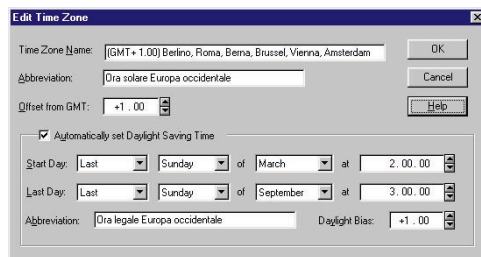 Edit Time Zone
Time Zone Name: (GMT+ 1.00) Berlino, Roma, Berna, Brussel, Vienna, Amsterdam OK
Abbreviation: Ora solare Europa occidentale Cancel
Offset from GMT: +1 . 00 Help
Automatically set Daylight Saving Time
Start Day: Last Sunday of March at 2. 00. 00
Last Day: Last Sunday of September at 3. 00. 00
Abbreviation: Ora legale Europa occidentale Daylight Bias: +1 . 00